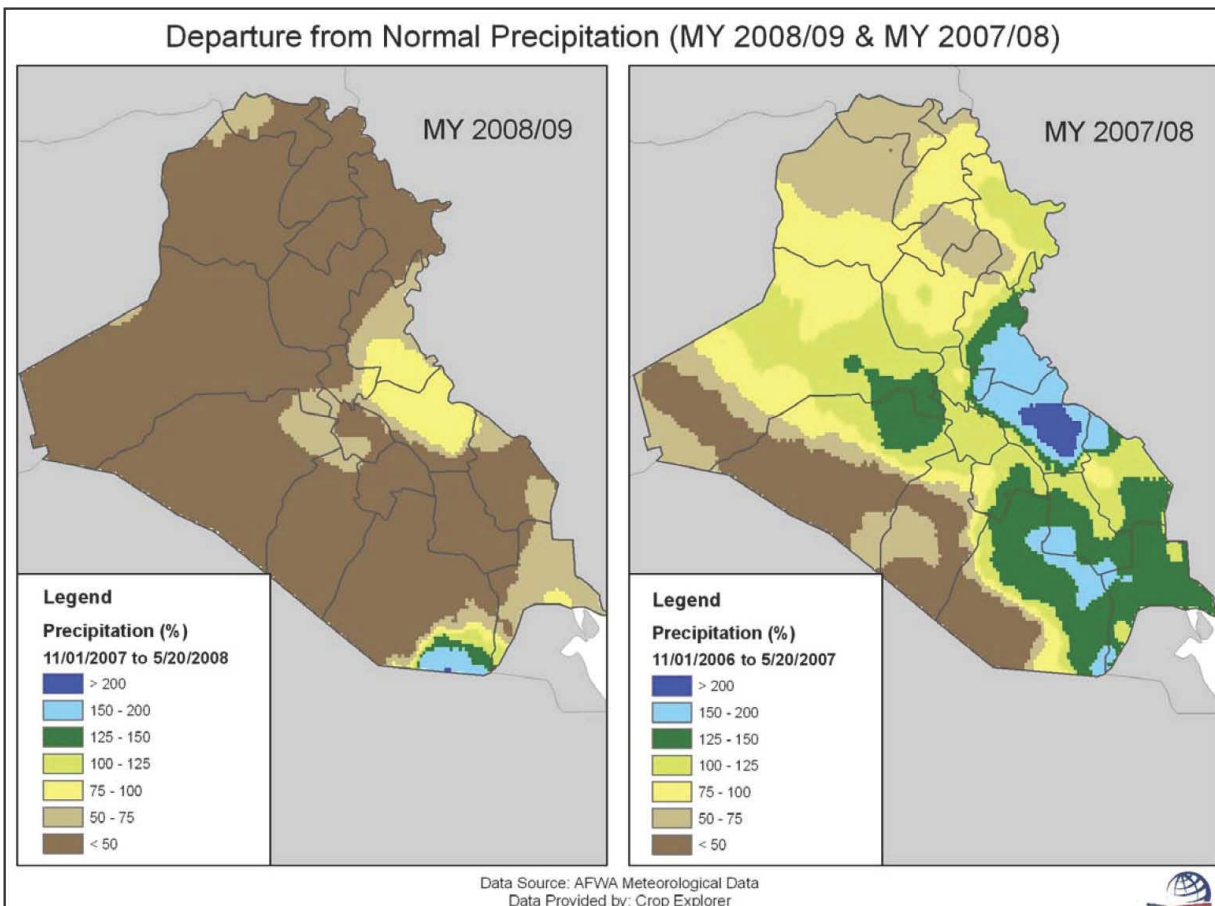 Departure from Normal Precipitation (MY 2008/09 & MY 2007/08)
MY 2008/09
Legend
Precipitation (%)
11/01/2007 to 5/20/2008
> 200
150 - 200
125 - 150
100 - 125
75 - 100
50 - 75
< 50
MY 2007/08
Legend
Precipitation (%)
11/01/2006 to 5/20/2007
> 200
150 - 200
125 - 150
100 - 125
75 - 100
50 - 75
< 50
Data Source: AFWA Meteorological Data
Data Provided by: Crop Explorer